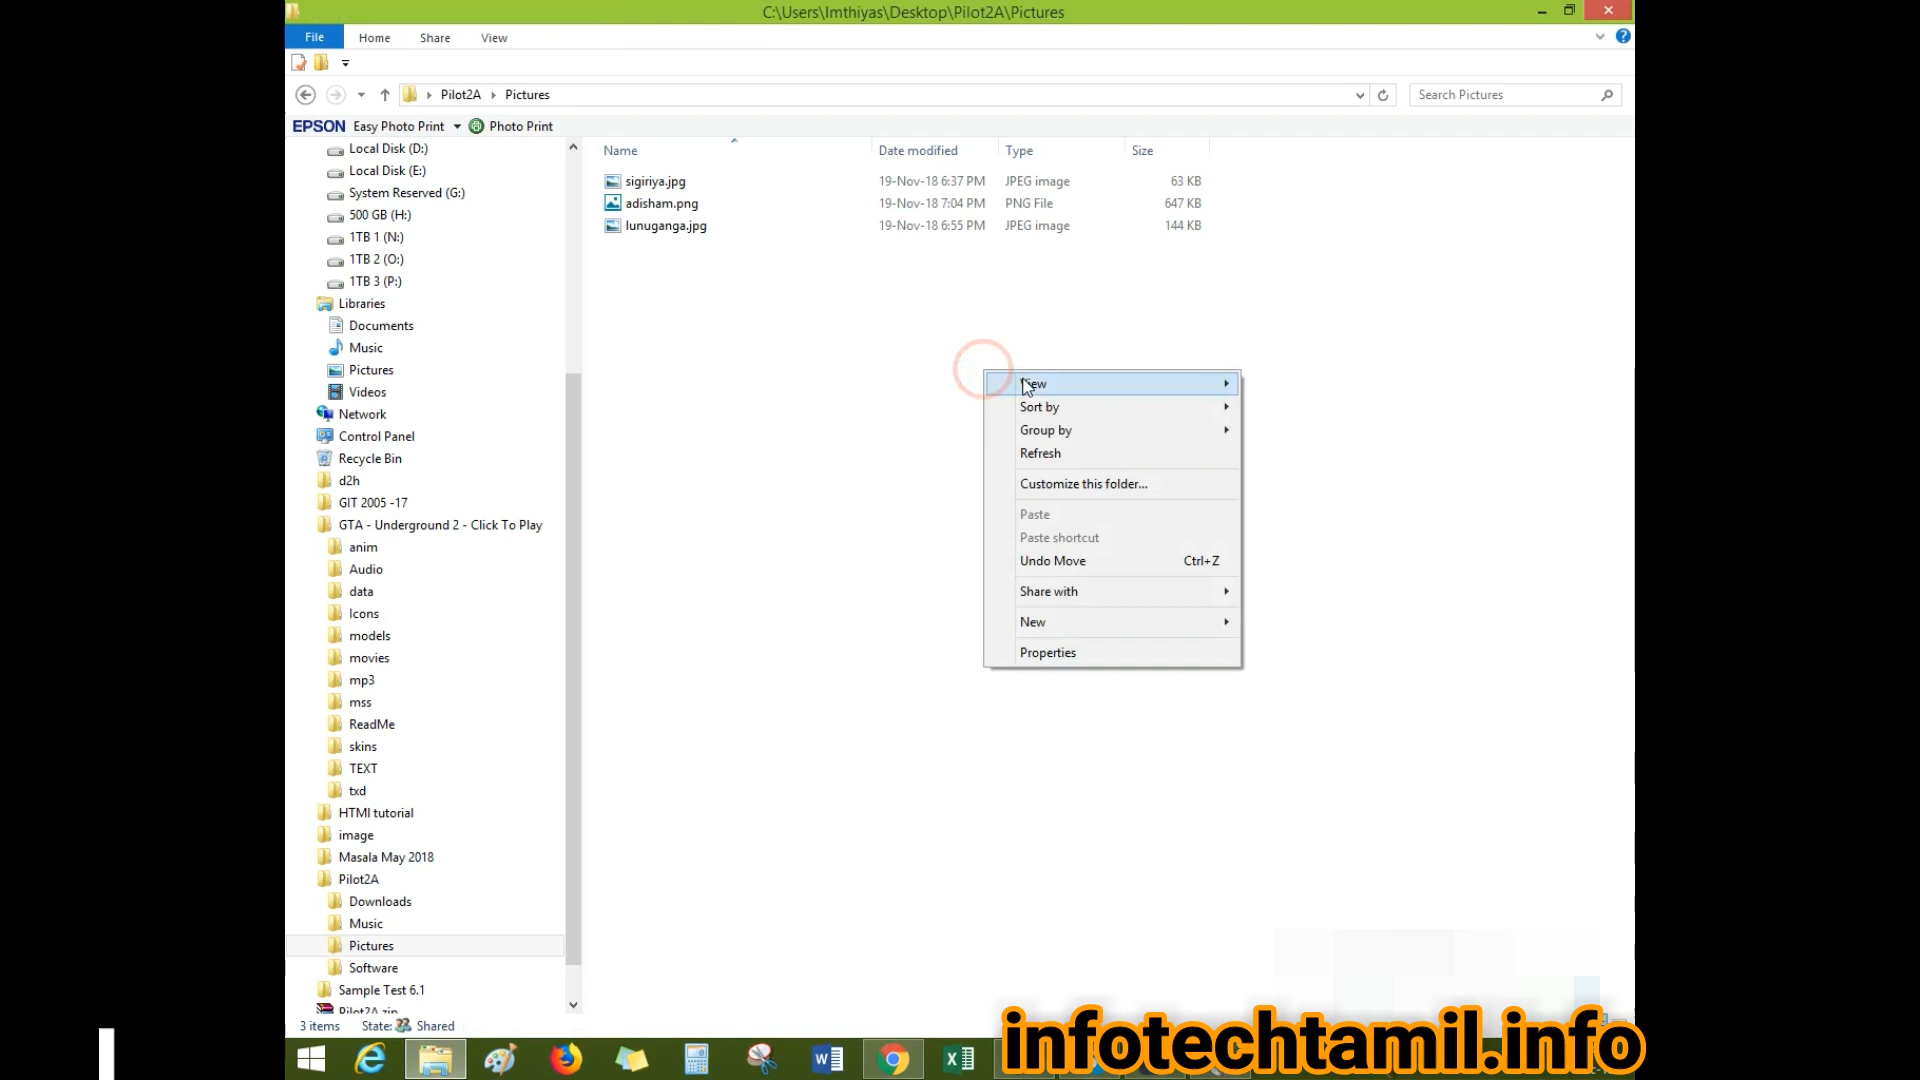 C:\Users\Imthiyas\Desktop\Pilot2A\Pictures
File Home Share View
Pilot2A Pictures Search Pictures
EPSON Easy Photo Print Photo Print
Local Disk (D:)
Local Disk (E:)
System Reserved (G:)
500 GB (H:)
1TB 1 (N:)
1TB 2 (O:)
1TB 3 (P:)
Libraries
Documents
Music
Pictures
Videos
Network
Control Panel
Recycle Bin
d2h
GIT 2005 -17
GTA - Underground 2 - Click To Play
anim
Audio
data
Icons
models
movies
mp3
mss
ReadMe
skins
TEXT
txd
HTMl tutorial
image
Masala May 2018
Pilot2A
Downloads
Music
Pictures
Software
Sample Test 6.1
Pilot2A.zip
Name Date modified Type Size
sigiriya.jpg 19-Nov-18 6:37 PM JPEG image 63 KB
adisham.png 19-Nov-18 7:04 PM PNG File 647 KB
lunuganga.jpg 19-Nov-18 6:55 PM JPEG image 144 KB
View
Sort by
Group by
Refresh
Customize this folder...
Paste
Paste shortcut
Undo Move Ctrl+Z
Share with
New
Properties
3 items State: Shared
infotechtamil.info